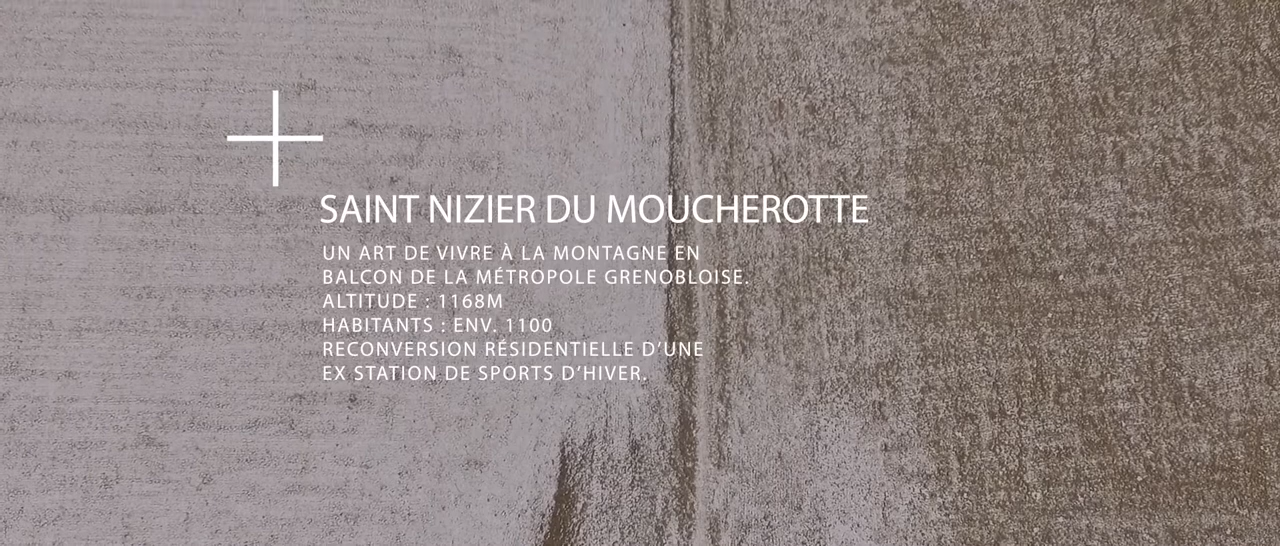 SAINT NIZIER DU MOUCHEROTTE
UN ART DE VIVRE À LA MONTAGNE EN
BALCON DE LA MÉTROPOLE GRENOBLOISE.
ALTITUDE : 1168M
HABITANTS : ENV. 1100
RECONVERSION RÉSIDENTIELLE D’UNE
EX STATION DE SPORTS D’HIVER.